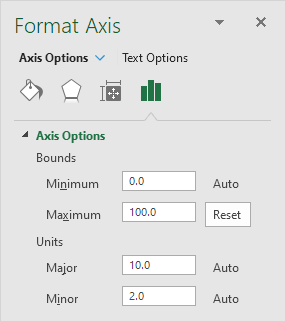 Format Axis
Axis Options Text Options
Axis Options
Bounds
Minimum 0.0 Auto
Maximum 100.0 Reset
Units
Major 10.0 Auto
Minor 2.0 Auto